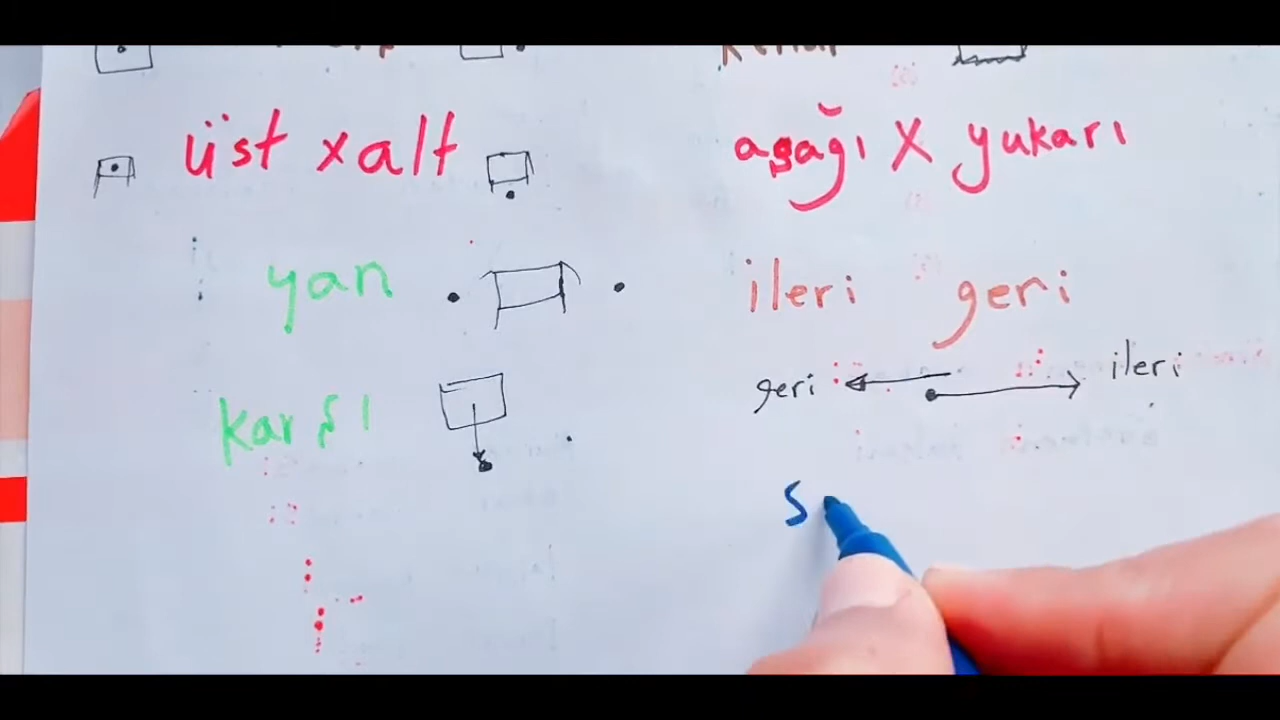 üst x alt
aşağı X yukarı
yan
ileri geri
geri ileri
karşı
s